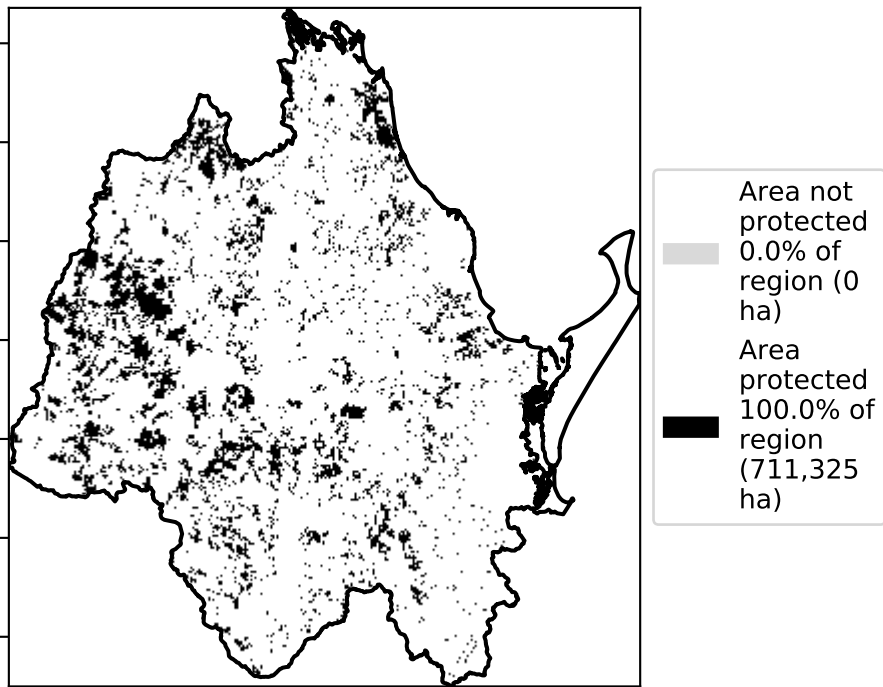 Area not
protected
0.0% of
region (0
ha)
Area
protected
100.0% of
region
(711,325
ha)